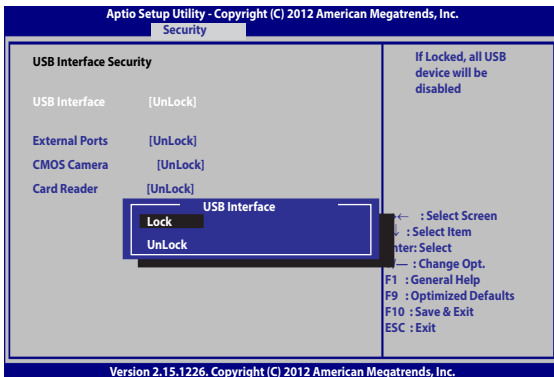 Aptio Setup Utility - Copyright (C) 2012 American Megatrends, Inc.
Security
USB Interface Security
USB Interface [UnLock]
External Ports [UnLock]
CMOS Camera [UnLock]
Card Reader [UnLock]
USB Interface
Lock
UnLock
If Locked, all USB
device will be
disabled
← : Select Screen
↓ : Select Item
nter: Select
— : Change Opt.
F1 : General Help
F9 : Optimized Defaults
F10 : Save & Exit
ESC : Exit
Version 2.15.1226. Copyright (C) 2012 American Megatrends, Inc.